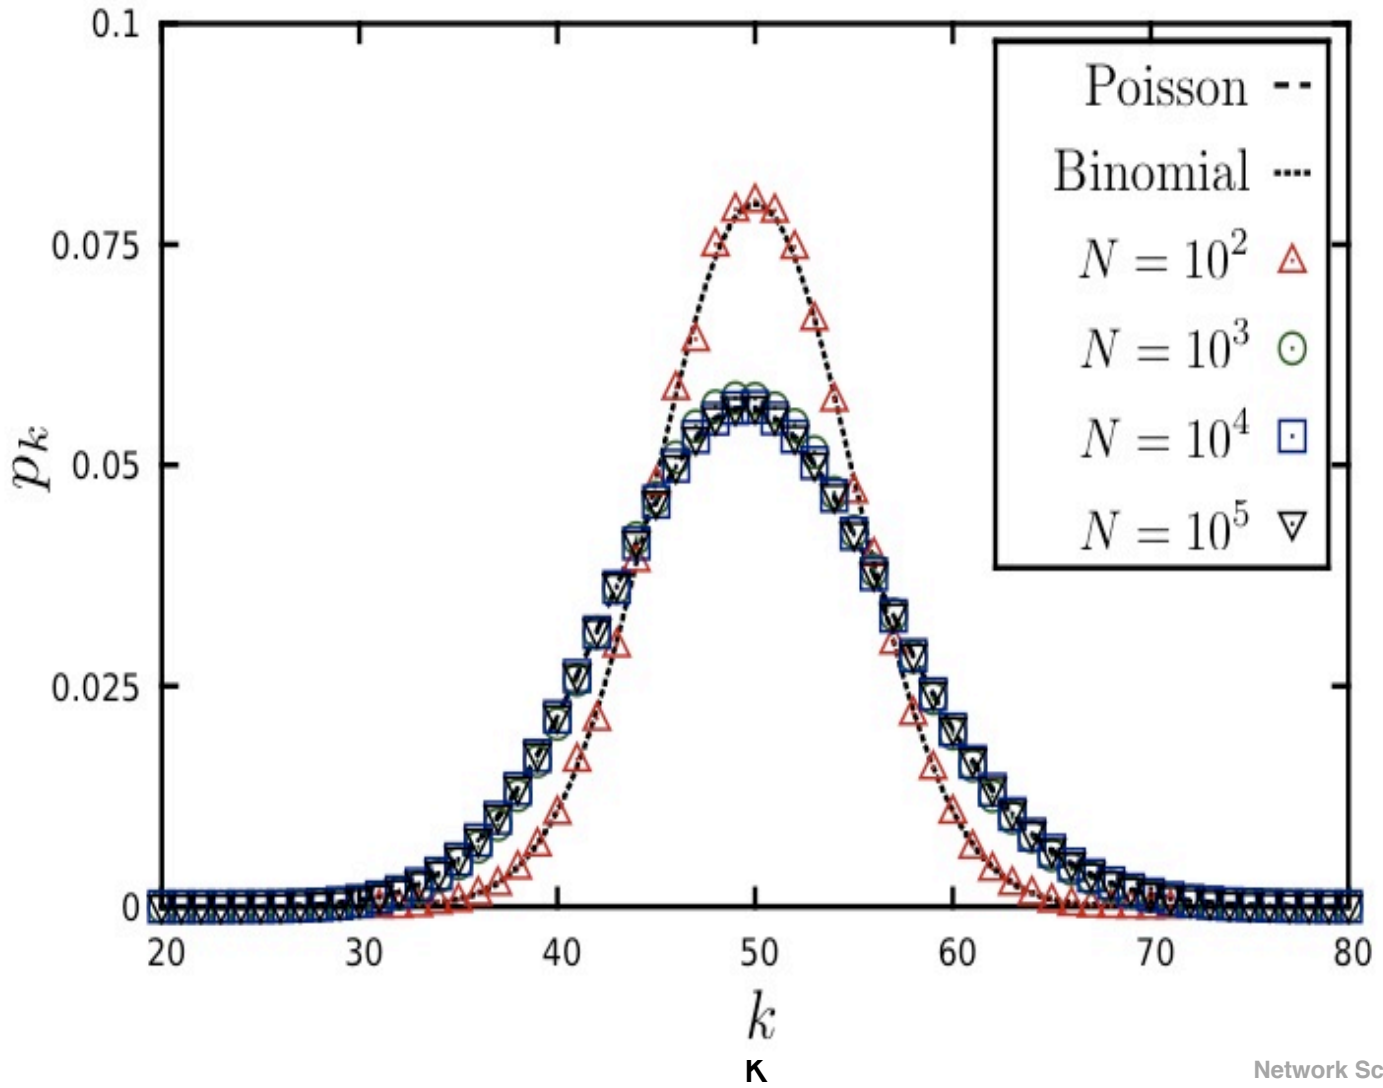 0.1
0.075
0.05
0.025
0
p_k
20 30 40 50 60 70 80
k
K
Poisson
Binomial
N = 10^2
N = 10^3
N = 10^4
N = 10^5
Network Sc